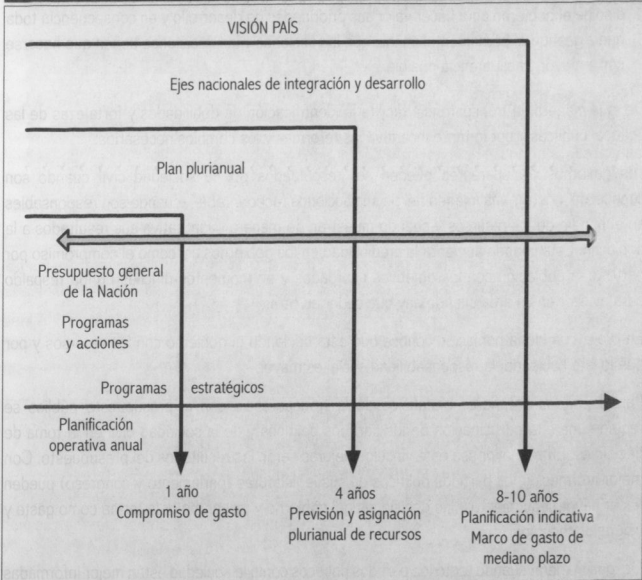 VISIÓN PAÍS
Ejes nacionales de integración y desarrollo
Plan plurianual
Presupuesto general
de la Nación
Programas
y acciones
Programas estratégicos
Planificación
operativa anual
1 año
Compromiso de gasto
4 años
Previsión y asignación
plurianual de recursos
8-10 años
Planificación indicativa
Marco de gasto de
mediano plazo